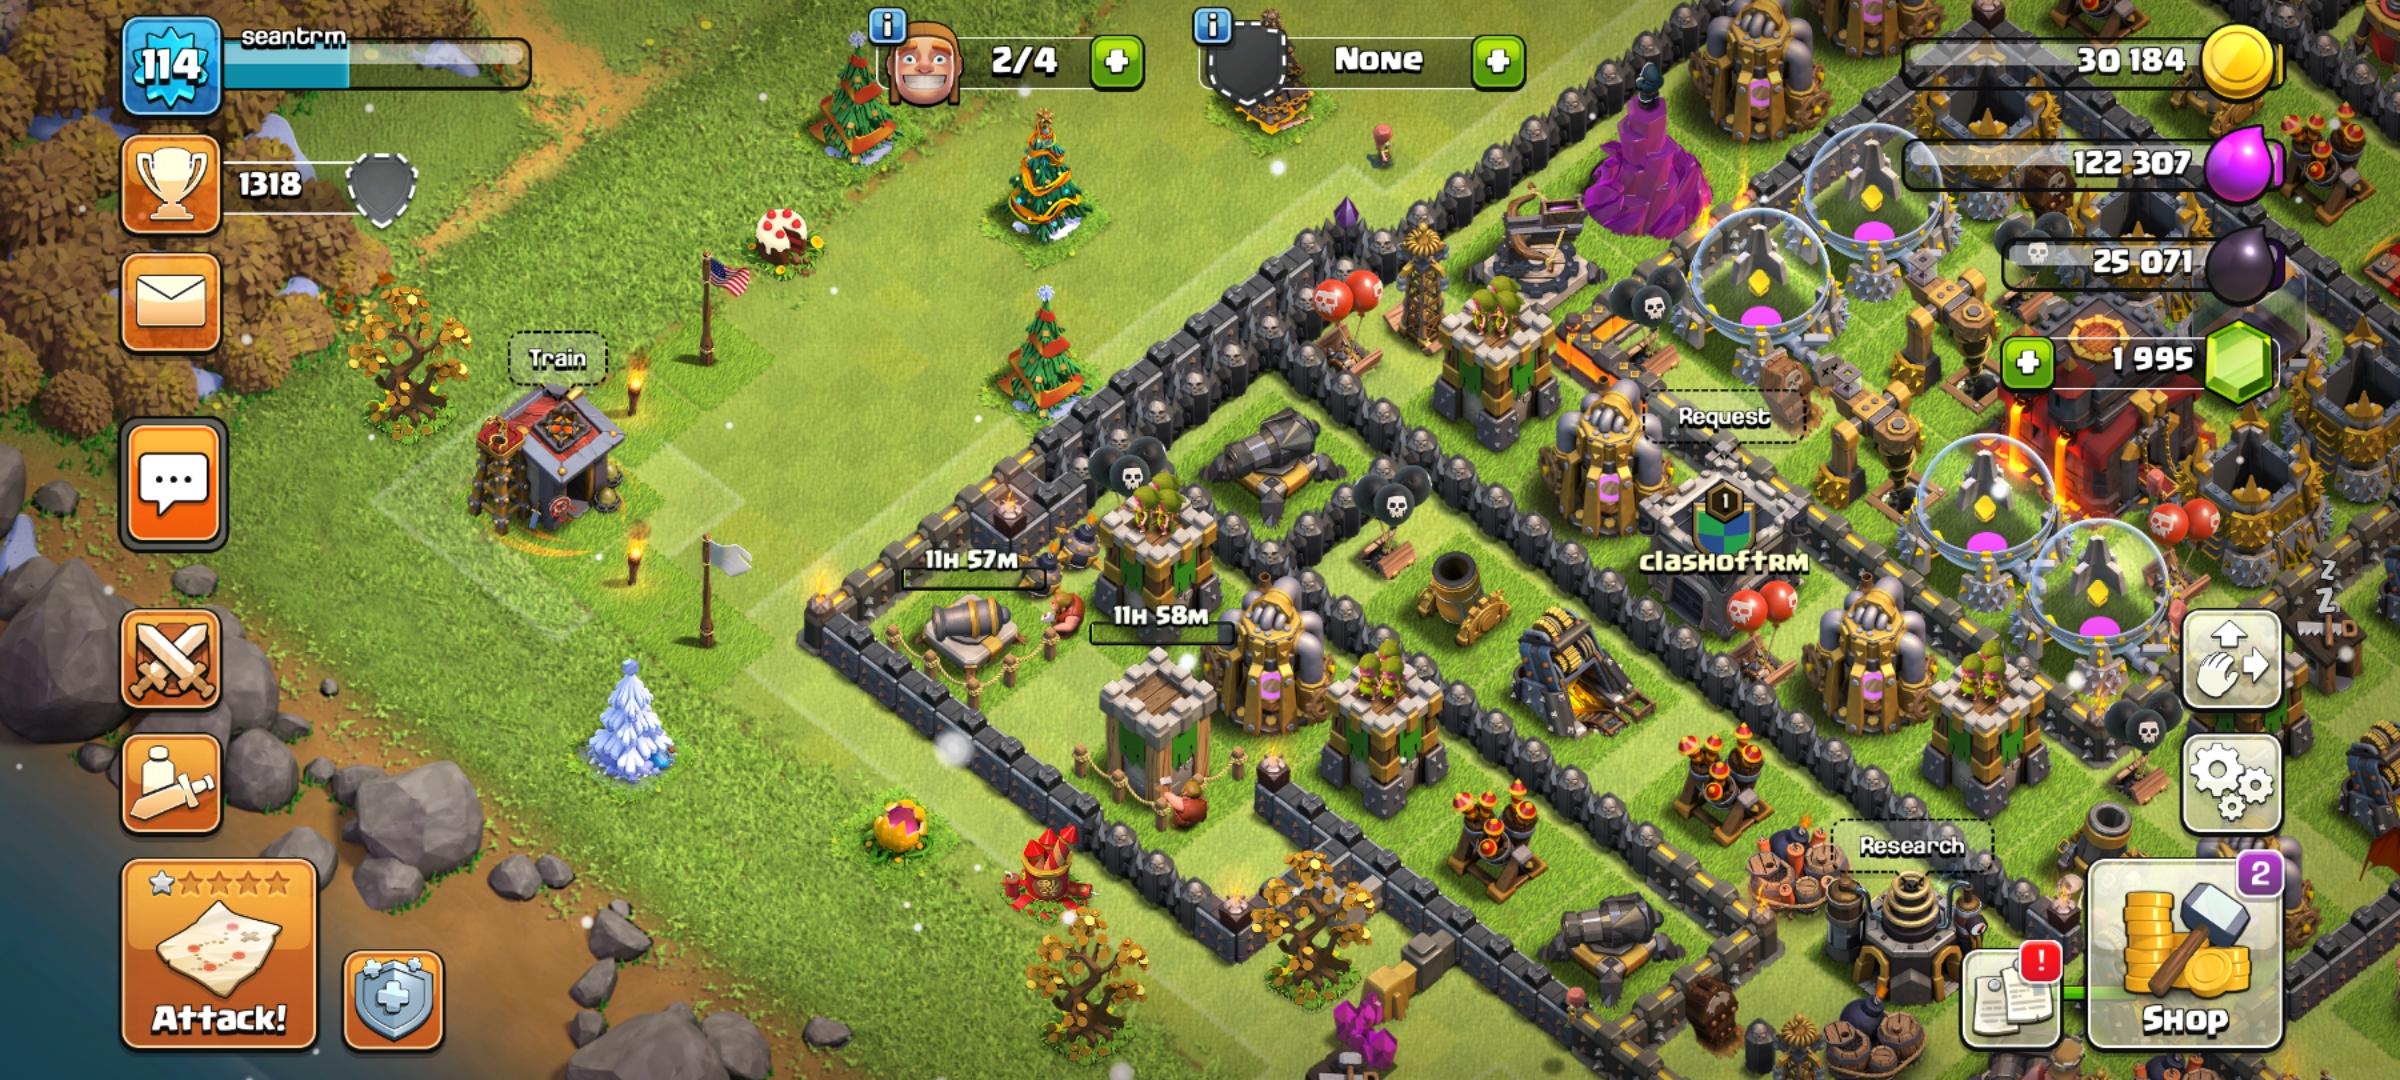 114
seantrm
2/4
None
30 184
1318
122 307
25 071
1 995
Train
Request
1
clashoftrm
11H 57M
11H 58M
Z
Z
Research
2
!
Attack!
Shop